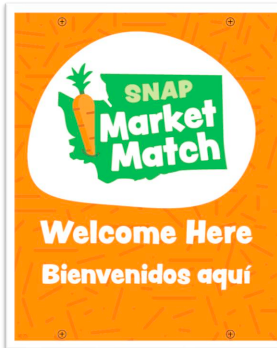 SNAP
Market
Match
Welcome Here
Bienvenidos aquí